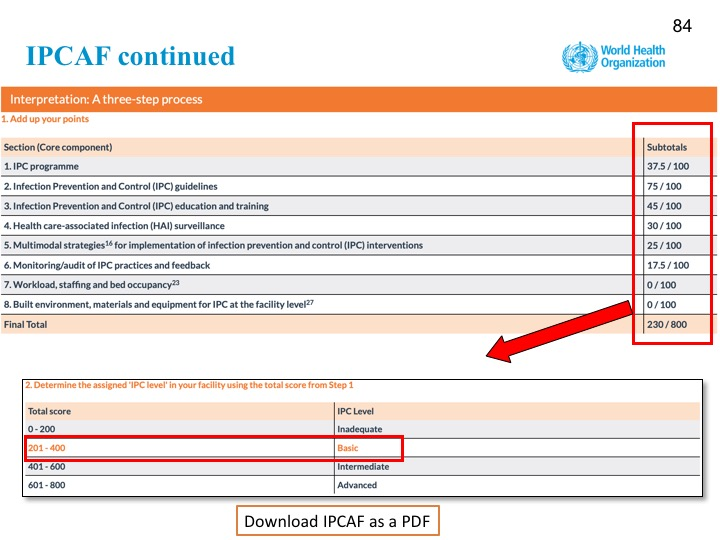 84
IPCAF continued
World Health
Organization
Interpretation: A three-step process
1. Add up your points
Section (Core component) Subtotals
1. IPC programme 37.5 / 100
2. Infection Prevention and Control (IPC) guidelines 75 / 100
3. Infection Prevention and Control (IPC) education and training 45 / 100
4. Health care-associated infection (HAI) surveillance 30 / 100
5. Multimodal strategies¹⁶ for implementation of infection prevention and control (IPC) interventions 25 / 100
6. Monitoring/audit of IPC practices and feedback 17.5 / 100
7. Workload, staffing and bed occupancy²³ 0 / 100
8. Built environment, materials and equipment for IPC at the facility level²⁷ 0 / 100
Final Total 230 / 800
2. Determine the assigned 'IPC level' in your facility using the total score from Step 1
Total score IPC Level
0 - 200 Inadequate
201 - 400 Basic
401 - 600 Intermediate
601 - 800 Advanced
Download IPCAF as a PDF